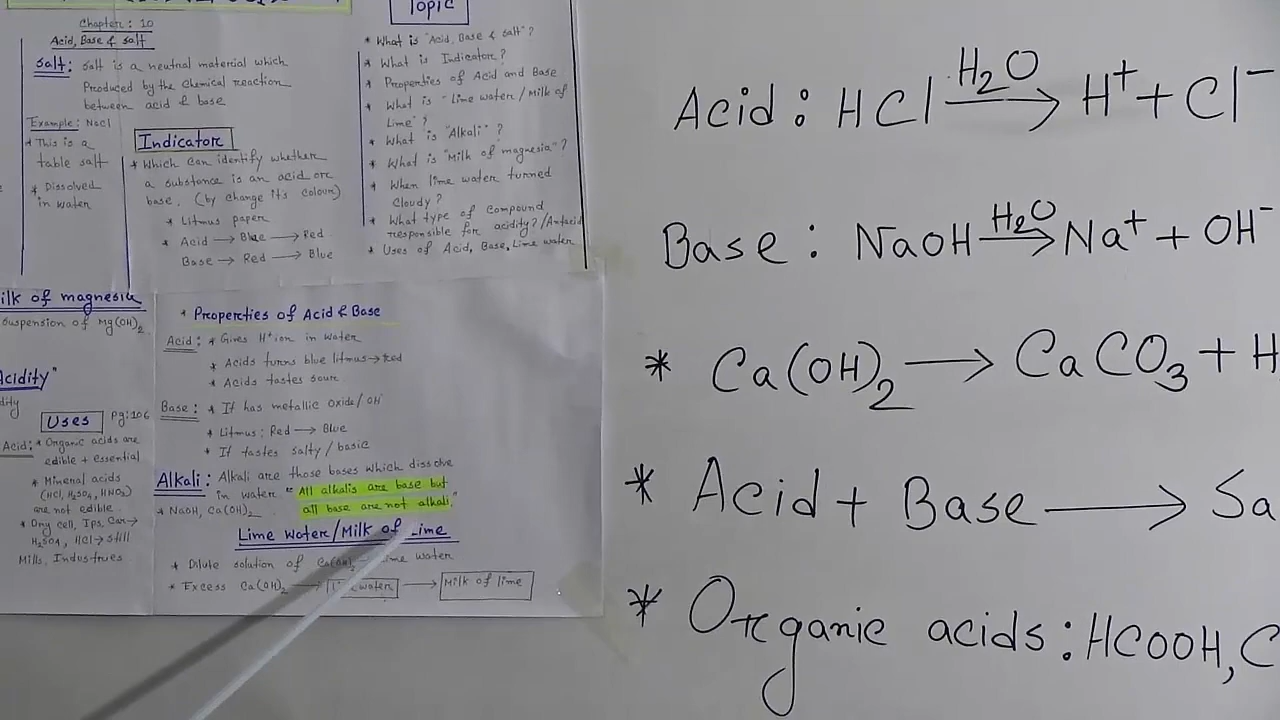 Chapter: 10
Acid, Base & salt
Salt: Salt is a neutral material which
Produced by the chemical reaction
between acid & base
Example: NaCl
* This is a
table salt
* Dissolved
in water
Indicator
* Which can identify whether
a substance is an acid or
base. (by change it's colour)
* Litmus paper
* Acid → Blue → Red
Base → Red → Blue
Topic
* What is "Acid, Base & salt"?
* What is Indicator?
* Properties of Acid and Base
* What is "Lime water/Milk of
Lime"?
* What is "Alkali"?
* What is "Milk of magnesia"?
* When lime water turned
cloudy?
* What type of compound
responsible for acidity?/Antacid
* Uses of Acid, Base, Lime water
ilk of magnesia
suspension of Mg(OH)2
Acidity"
dity
Uses Pg: 106
Acid: * Organic acids are
edible + essential
* Mineral acids
(HCl, H2SO4, HNO3)
are not edible
* Dry cell, Ips, Car→
H2SO4, HCl → still
Mills, Industries
* Properties of Acid & Base
Acid: * Gives H+ ion in water
* Acids turns blue litmus → red
* Acids tastes sour
Base: * If has metallic oxide/OH-
* Litmus: Red → Blue
* If tastes salty/basic
Alkali: Alkali are those bases which dissolve
in water "All alkalis are base but
* NaOH, Ca(OH)2 all base are not alkali"
Lime Water/Milk of Lime
* Dilute solution of Ca(OH)2 water
* Excess Ca(OH)2 → water → Milk of lime
Acid: HCl H2O→ H+ + Cl-
Base: NaOH H2O→ Na+ + OH-
* Ca(OH)2 → CaCO3 + H
* Acid + Base → Sa
* Organic acids: HCOOH, C